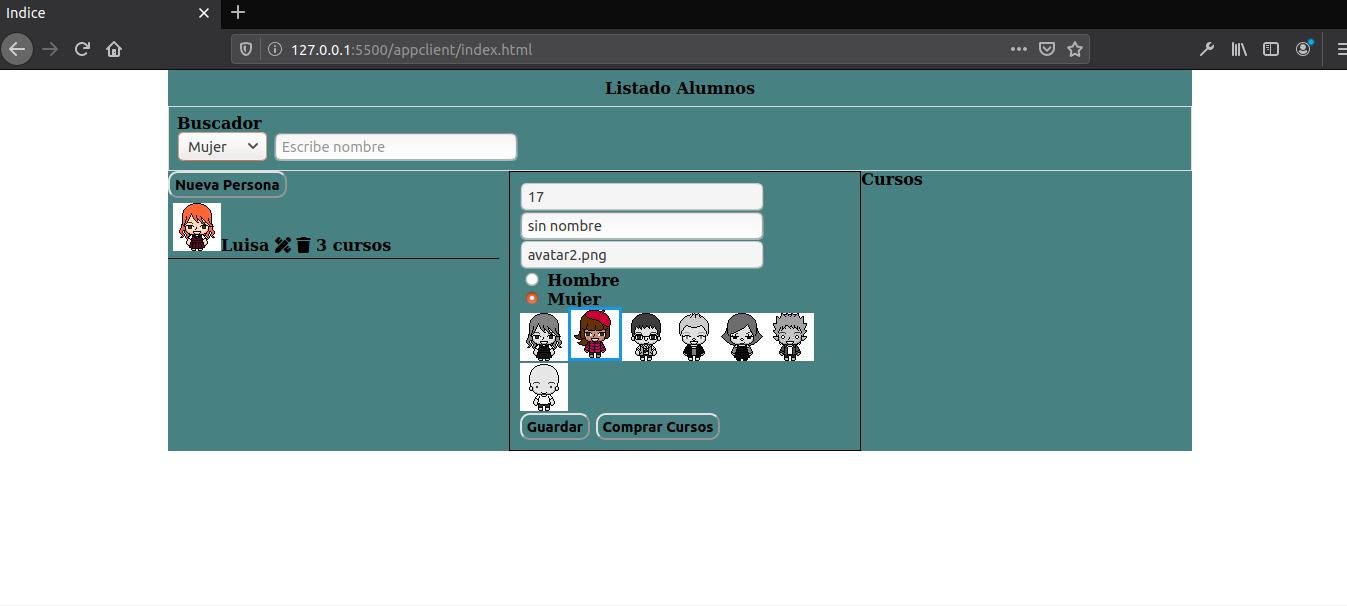 Indice
127.0.0.1:5500/appclient/index.html
Listado Alumnos
Buscador
Mujer Escribe nombre
Nueva Persona
Luisa 3 cursos
17
sin nombre
avatar2.png
Hombre
Mujer
Guardar Comprar Cursos
Cursos